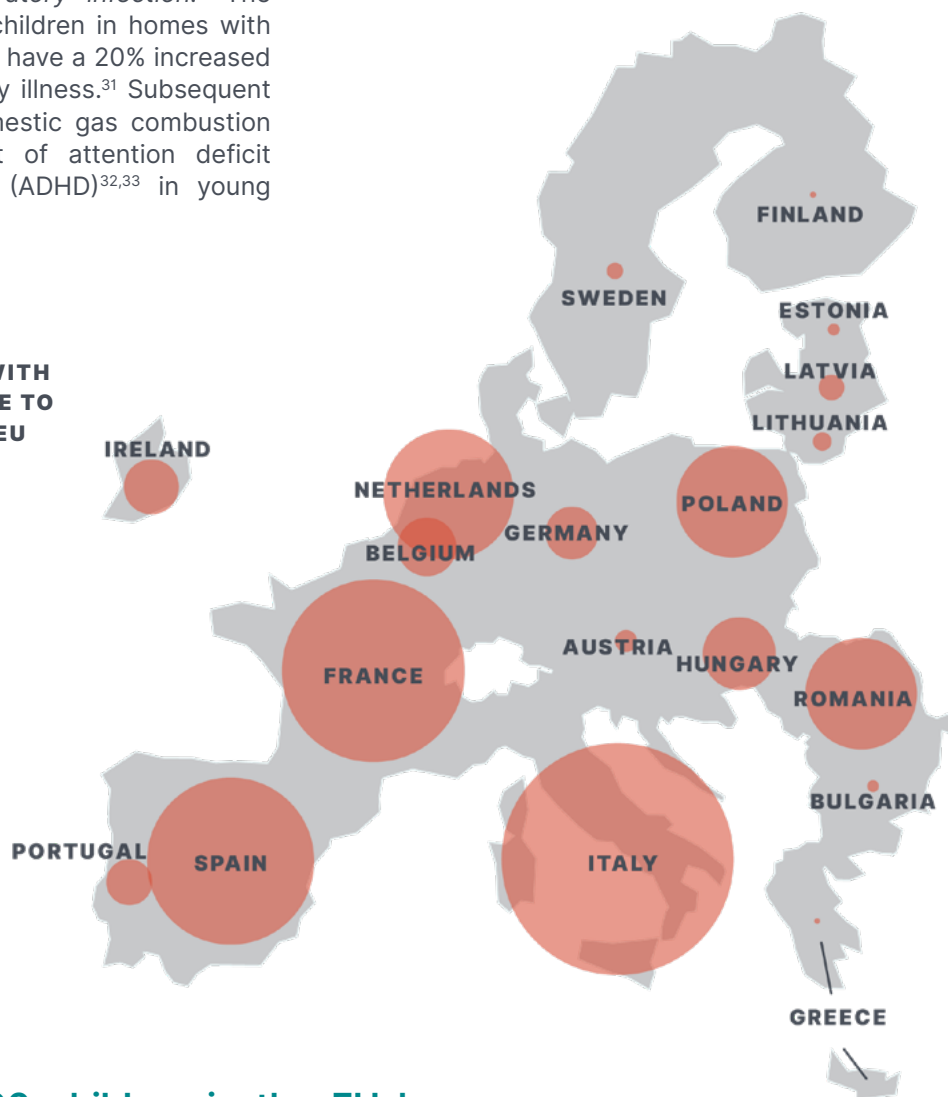 children in homes with
have a 20% increased
y illness.³¹ Subsequent
nestic gas combustion
t of attention deficit
(ADHD)³²,³³ in young
FINLAND
SWEDEN
ESTONIA
LATVIA
LITHUANIA
WITH
E TO
EU
IRELAND
NETHERLANDS
POLAND
GERMANY
BELGIUM
AUSTRIA
HUNGARY
FRANCE
ROMANIA
BULGARIA
PORTUGAL
SPAIN
ITALY
GREECE